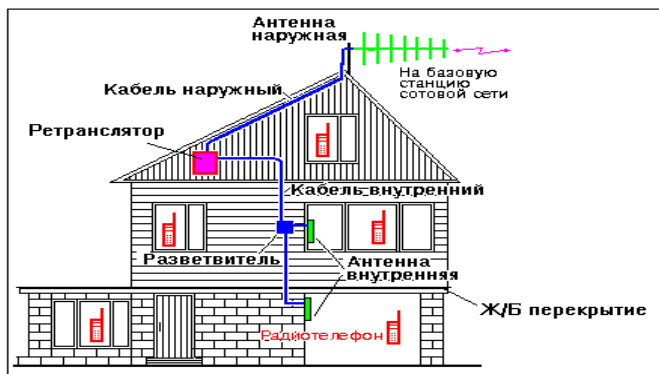 Антенна
наружная
На базовую
станцию
сотовой сети
Кабель наружный
Ретранслятор
Кабель внутренний
Разветвитель
Антенна
внутренняя
Ж/Б перекрытие
Радиотелефон